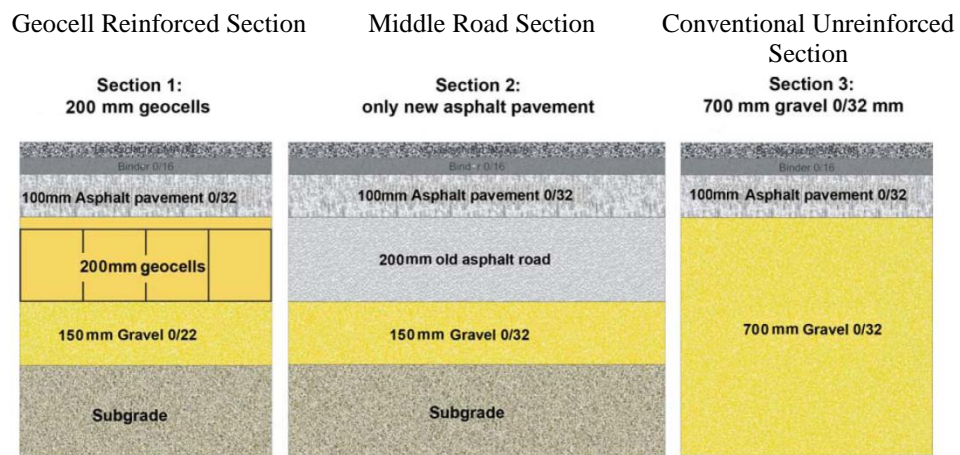 Geocell Reinforced Section
Middle Road Section
Conventional Unreinforced
Section
Section 1:
200 mm geocells
Section 2:
only new asphalt pavement
Section 3:
700 mm gravel 0/32 mm
Binder 0/16
100mm Asphalt pavement 0/32
200mm geocells
150 mm Gravel 0/22
Subgrade
Binder 0/16
100mm Asphalt pavement 0/32
200mm old asphalt road
150 mm Gravel 0/32
Subgrade
Binder 0/16
100mm Asphalt pavement 0/32
700 mm Gravel 0/32